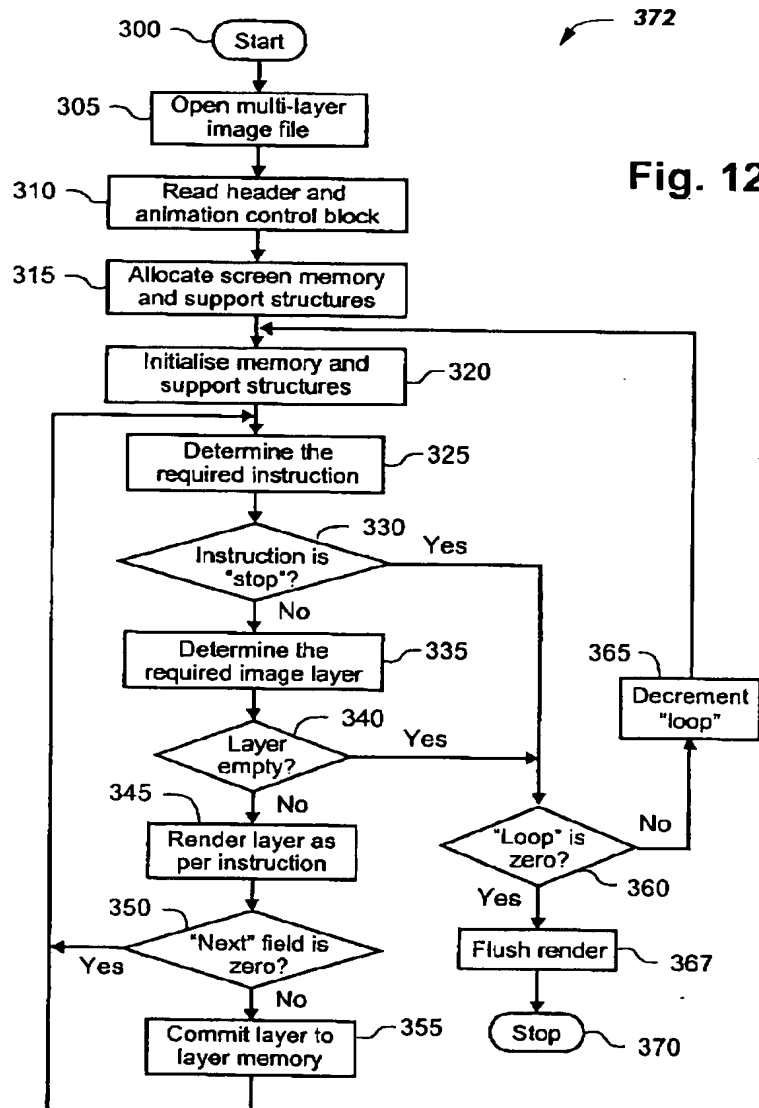 372
300
Start
305
Open multi-layer
image file
Fig. 12
310
Read header and
animation control block
315
Allocate screen memory
and support structures
Initialise memory and
support structures
320
Determine the
required instruction
325
330
Instruction is
"stop"?
Yes
No
Determine the
required image layer
335
365
Decrement
"loop"
340
Layer
empty?
Yes
No
345
Render layer as
per instruction
"Loop" is
zero?
No
360
Yes
350
"Next" field is
zero?
Yes
No
Flush render
367
Commit layer to
layer memory
355
Stop
370